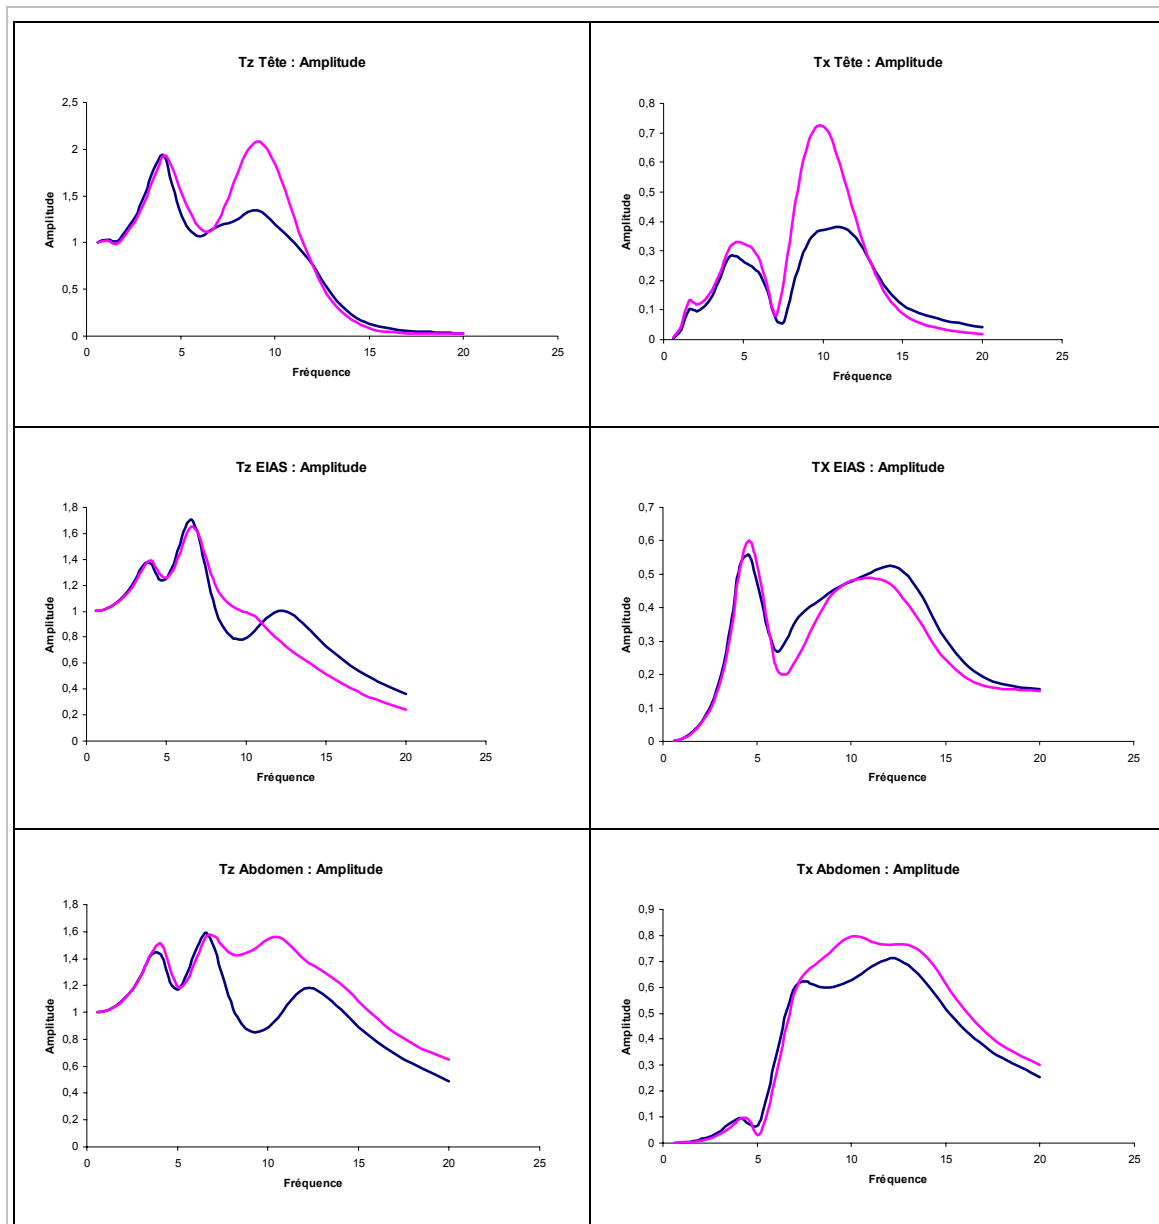 Tz Tête : Amplitude
2,5
2
1,5
1
0,5
0
0 5 10 15 20 25
Amplitude
Fréquence
Tx Tête : Amplitude
0,8
0,7
0,6
0,5
0,4
0,3
0,2
0,1
0
0 5 10 15 20 25
Amplitude
Fréquence
Tz EIAS : Amplitude
1,8
1,6
1,4
1,2
1
0,8
0,6
0,4
0,2
0
0 5 10 15 20 25
Amplitude
Fréquence
TX EIAS : Amplitude
0,7
0,6
0,5
0,4
0,3
0,2
0,1
0
0 5 10 15 20 25
Amplitude
Fréquence
Tz Abdomen : Amplitude
1,8
1,6
1,4
1,2
1
0,8
0,6
0,4
0,2
0
0 5 10 15 20 25
Amplitude
Fréquence
Tx Abdomen : Amplitude
0,9
0,8
0,7
0,6
0,5
0,4
0,3
0,2
0,1
0
0 5 10 15 20 25
Amplitude
Fréquence